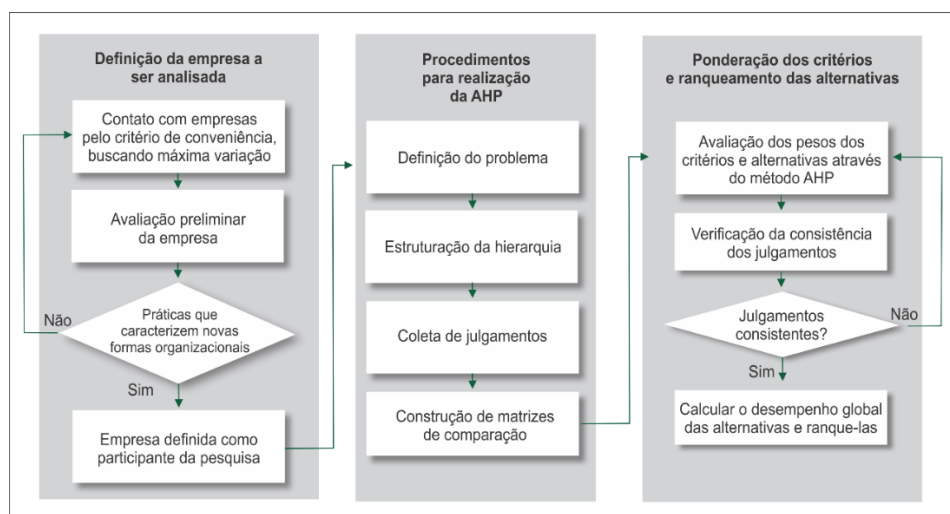 Definição da empresa a
ser analisada
Contato com empresas
pelo critério de conveniência,
buscando máxima variação
Avaliação preliminar
da empresa
Não
Práticas que
caracterizem novas
formas organizacionais
Sim
Empresa definida como
participante da pesquisa
Procedimentos
para realização
da AHP
Definição do problema
Estruturação da hierarquia
Coleta de julgamentos
Construção de matrizes
de comparação
Ponderação dos critérios
e ranqueamento das alternativas
Avaliação dos pesos dos
critérios e alternativas através
do método AHP
Verificação da consistência
dos julgamentos
Julgamentos
consistentes?
Não
Sim
Calcular o desempenho global
das alternativas e ranque-las